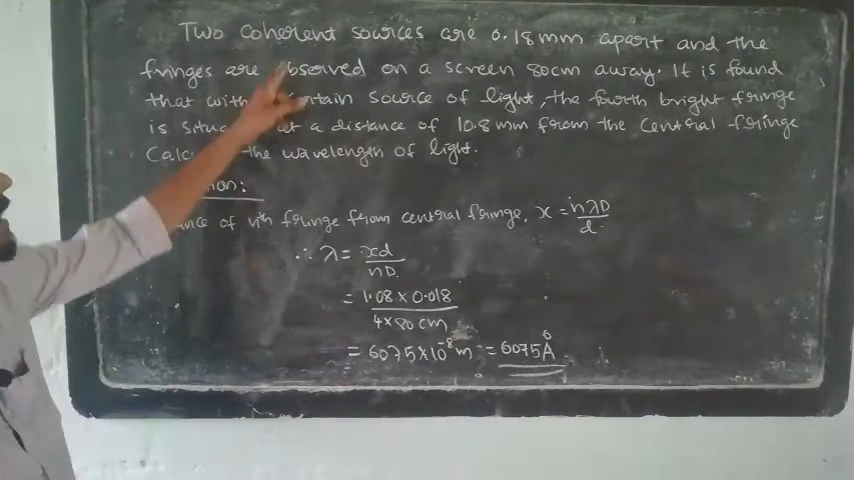 Two coherent sources are 0.18mm apart and the
fringes are observed on a screen 80cm away. It is found
that with source of light, the fourth bright fringe
is at a distance of 10.8mm from the central fringe
the wavelength of light.
of nth fringe from central fringe, x = nλD/d
∴ λ = xd/nD.
= 1.08 × 0.018 / 4×80 cm
= 6075×10⁻⁸m = 6075Å